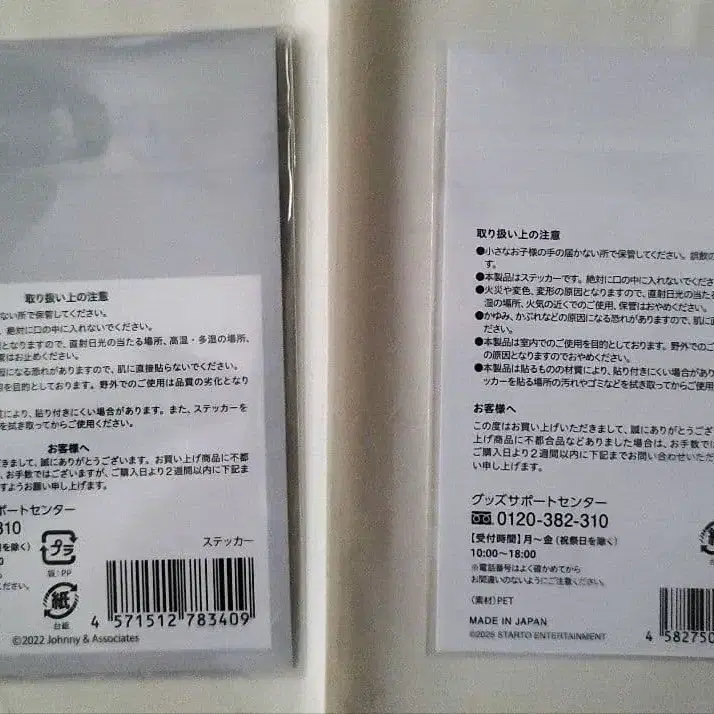 取り扱い上の注意
ない所で保管してください。
絶対に口の中に入れないでください。
となりますので、直射日光の当たる場所、高温・多湿の場所、
管はお止めください。
因になる恐れがありますので、肌に直接貼らないでください。
を目的としております。野外でのご使用は品質の劣化となり
により、貼り付きにくい場合があります。また、ステッカーを
を拭き取ってからご使用ください。
お客様へ
だきまして、誠にありがとうございます。お買い上げ商品に不都
お手数ではございますが、ご購入日より2週間以内に下記ま
ますようお願い申し上げます。
ポートセンター
310
を除く)
プラ
袋:PP
紙
台紙
ステッカー
4 571512 783409
©2022 Johnny & Associates
取り扱い上の注意
●小さなお子様の手の届かない所で保管してください。誤飲の
す。
●本製品はステッカーです。絶対に口の中に入れないでくださ
●火災や変色、変形の原因となりますので、直射日光の当た
湿の場所、火気の近くでのご使用、保管はおやめください。
●かゆみ、かぶれなどの原因になる恐れがありますので、肌に
ださい。
●本製品は室内でのご使用を目的としております。野外でのご
の原因となりますのでおやめください。
●本製品は貼るものの材質により、貼り付きにくい場合があり
ッカーを貼る場所の汚れやゴミなどを拭き取ってからご使用
お客様へ
この度はお買い上げいただきまして、誠にありがとうござい
上げ商品に不都合品などありました場合は、お手数では
購入日より2週間以内に下記までお問い合わせいただ
い申し上げます。
グッズサポートセンター
0120-382-310
【受付時間】月~金(祝祭日を除く)
10:00~18:00
※電話番号はよく確かめてから
お間違いのないようにご注意ください。
〈素材〉PET
MADE IN JAPAN
©2025 STARTO ENTERTAINMENT
4 582750